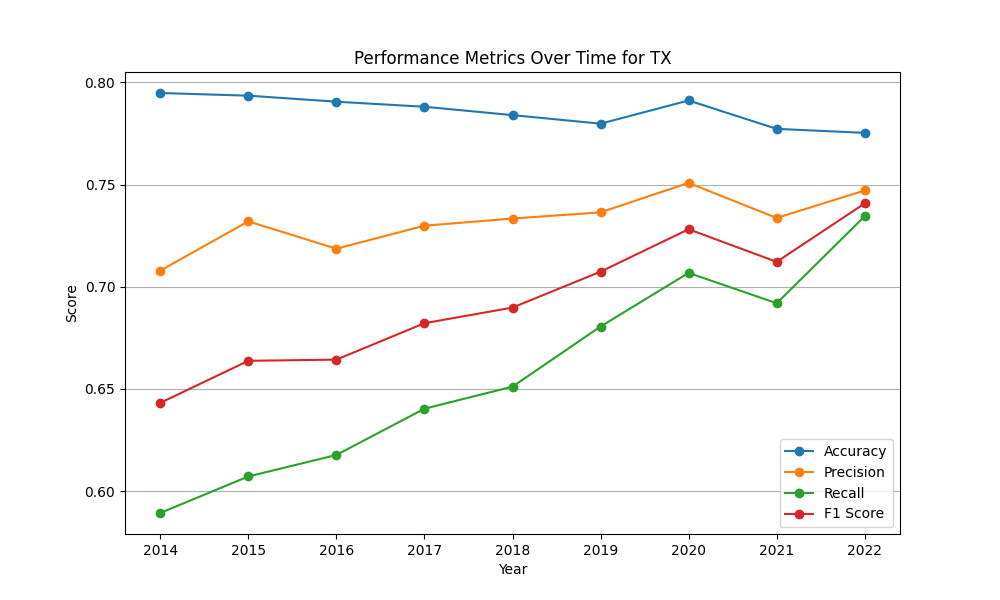 Performance Metrics Over Time for TX
0.80
0.75
0.70
0.65
0.60
Score
Accuracy
Precision
Recall
F1 Score
2014 2015 2016 2017 2018 2019 2020 2021 2022
Year